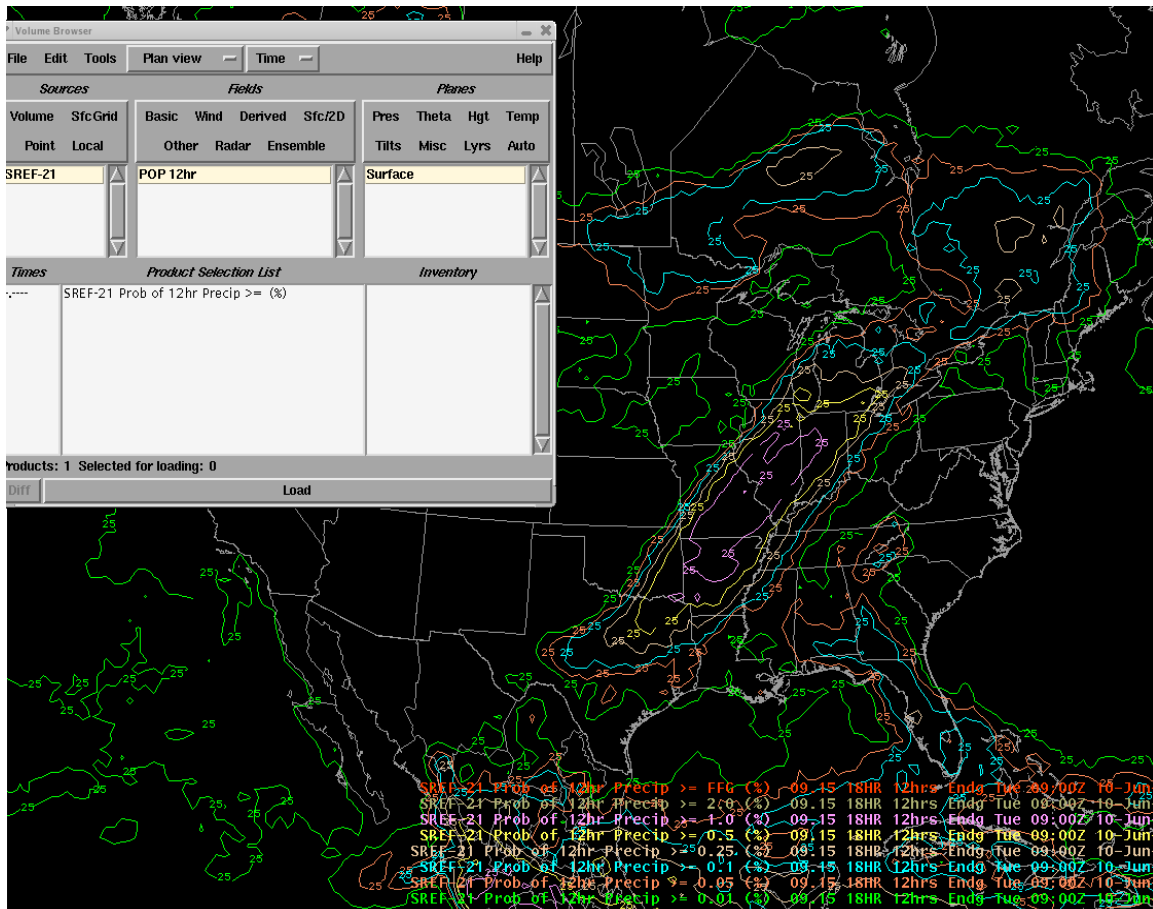 Volume Browser
File Edit Tools Plan view Time Help
Sources Fields Planes
Volume SfcGrid Basic Wind Derived Sfc/2D Pres Theta Hgt Temp
Point Local Other Radar Ensemble Tilts Misc Lyrs Auto
SREF-21 POP 12hr Surface
Times Product Selection List Inventory
SREF-21 Prob of 12hr Precip >= (%)
Products: 1 Selected for loading: 0
Diff Load
SREF-21 Prob of 12hr Precip >= FFG (%) 09.15 18HR 12hrs Endg Tue 09:00Z 10-Jun
SREF-21 Prob of 12hr Precip >= 2.0 (%) 09.15 18HR 12hrs Endg Tue 09:00Z 10-Jun
SREF-21 Prob of 12hr Precip >= 1.0 (%) 09.15 18HR 12hrs Endg Tue 09:00Z 10-Jun
SREF-21 Prob of 12hr Precip >= 0.5 (%) 09.15 18HR 12hrs Endg Tue 09:00Z 10-Jun
SREF-21 Prob of 12hr Precip >= 0.25 (%) 09.15 18HR 12hrs Endg Tue 09:00Z 10-Jun
SREF-21 Prob of 12hr Precip >= 0.1 (%) 09.15 18HR 12hrs Endg Tue 09:00Z 10-Jun
SREF-21 Prob of 12hr Precip >= 0.05 (%) 09.15 18HR 12hrs Endg Tue 09:00Z 10-Jun
SREF-21 Prob of 12hr Precip >= 0.01 (%) 09.15 18HR 12hrs Endg Tue 09:00Z 10-Jun